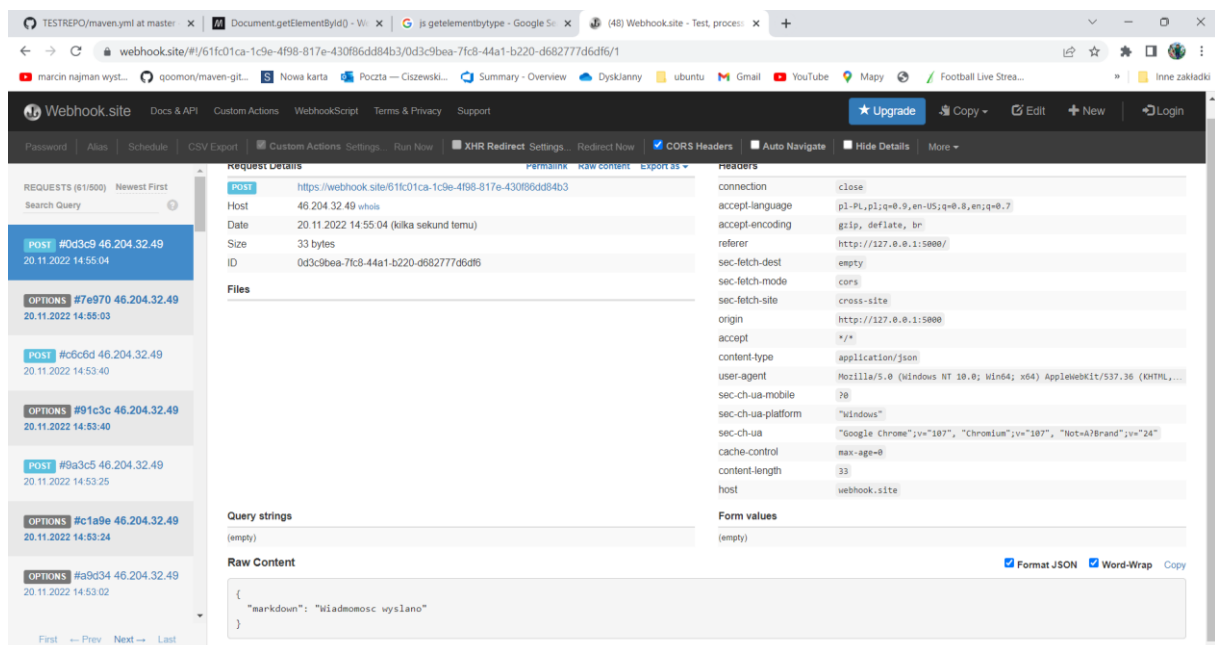 TESTREPO/maven.yml at master
Document.getElementById() - We
js getelementbytype - Google Se
(48) Webhook.site - Test, process
webhook.site/#!/61fc01ca-1c9e-4f98-817e-430f86dd84b3/0d3c9bea-7fc8-44a1-b220-d682777d6df6/1
marcin najman wyst...
qoomon/maven-git...
Nowa karta
Poczta — Ciszewski...
Summary - Overview
DyskJanny
ubuntu
Gmail
YouTube
Mapy
Football Live Strea...
»
Inne zakładki
Webhook.site
Docs & API
Custom Actions
WebhookScript
Terms & Privacy
Support
Upgrade
Copy
Edit
New
Login
Password
Alias
Schedule
CSV Export
Custom Actions
Settings...
Run Now
XHR Redirect
Settings...
Redirect Now
CORS Headers
Auto Navigate
Hide Details
More
REQUESTS (61/500)
Newest First
Search Query
POST #0d3c9 46.204.32.49
20.11.2022 14:55:04
OPTIONS #7e970 46.204.32.49
20.11.2022 14:55:03
POST #c6c6d 46.204.32.49
20.11.2022 14:53:40
OPTIONS #91c3c 46.204.32.49
20.11.2022 14:53:40
POST #9a3c5 46.204.32.49
20.11.2022 14:53:25
OPTIONS #c1a9e 46.204.32.49
20.11.2022 14:53:24
OPTIONS #a9d34 46.204.32.49
20.11.2022 14:53:02
First ← Prev Next → Last
Request Details
Permalink
Raw content
Export as
POST https://webhook.site/61fc01ca-1c9e-4f98-817e-430f86dd84b3
Host 46.204.32.49 whois
Date 20.11.2022 14:55:04 (kilka sekund temu)
Size 33 bytes
ID 0d3c9bea-7fc8-44a1-b220-d682777d6df6
Files
Headers
connection close
accept-language pl-PL,pl;q=0.9,en-US;q=0.8,en;q=0.7
accept-encoding gzip, deflate, br
referer http://127.0.0.1:5000/
sec-fetch-dest empty
sec-fetch-mode cors
sec-fetch-site cross-site
origin http://127.0.0.1:5000
accept */*
content-type application/json
user-agent Mozilla/5.0 (Windows NT 10.0; Win64; x64) AppleWebKit/537.36 (KHTML,...
sec-ch-ua-mobile ?0
sec-ch-ua-platform "Windows"
sec-ch-ua "Google Chrome";v="107", "Chromium";v="107", "Not=A?Brand";v="24"
cache-control max-age=0
content-length 33
host webhook.site
Query strings
(empty)
Form values
(empty)
Raw Content
Format JSON
Word-Wrap
Copy
{
"markdown": "Wiadmomosc wyslano"
}